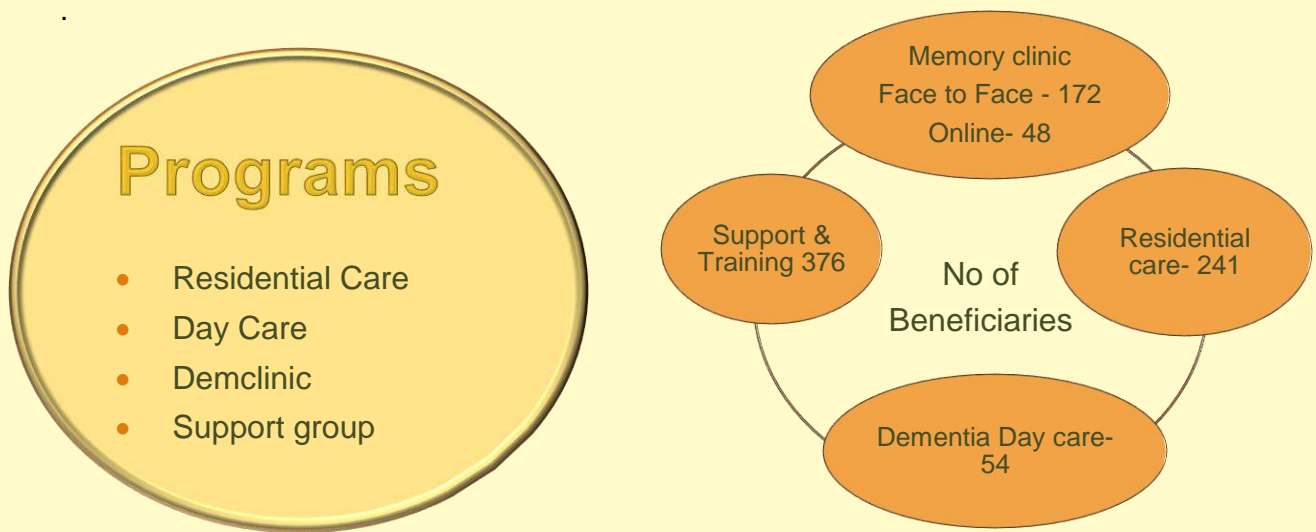 .
Programs
• Residential Care
• Day Care
• Demclinic
• Support group
Memory clinic
Face to Face - 172
Online- 48
Support &
Training 376
Residential
care- 241
No of
Beneficiaries
Dementia Day care-
54